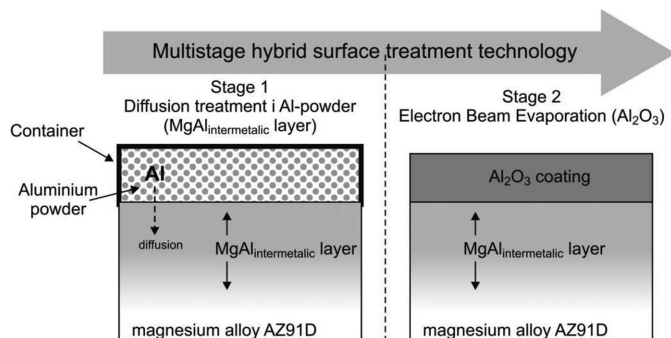 Multistage hybrid surface treatment technology
Stage 1
Diffusion treatment i Al-powder
(MgAlintermetalic layer)
Container
Aluminium
powder
Al
diffusion
MgAlintermetalic layer
magnesium alloy AZ91D
Stage 2
Electron Beam Evaporation (Al₂O₃)
Al₂O₃ coating
MgAlintermetalic layer
magnesium alloy AZ91D